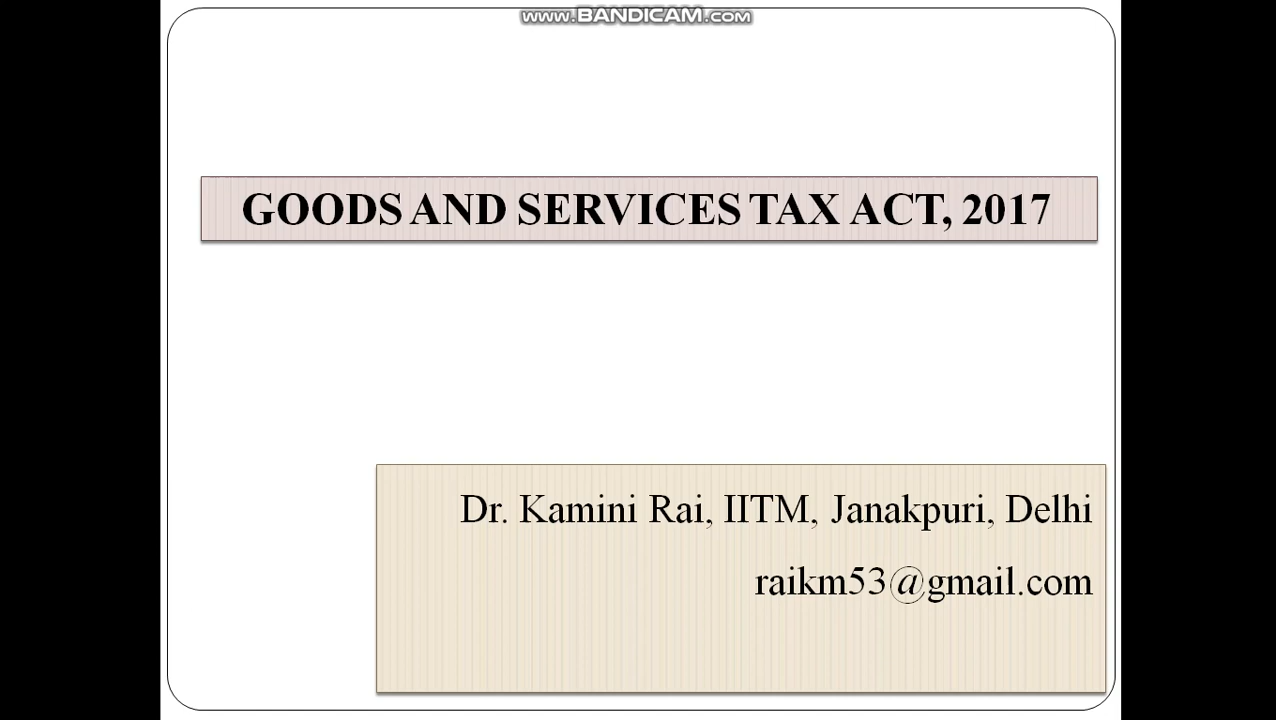 www.BANDICAM.com
GOODS AND SERVICES TAX ACT, 2017
Dr. Kamini Rai, IITM, Janakpuri, Delhi
raikm53@gmail.com